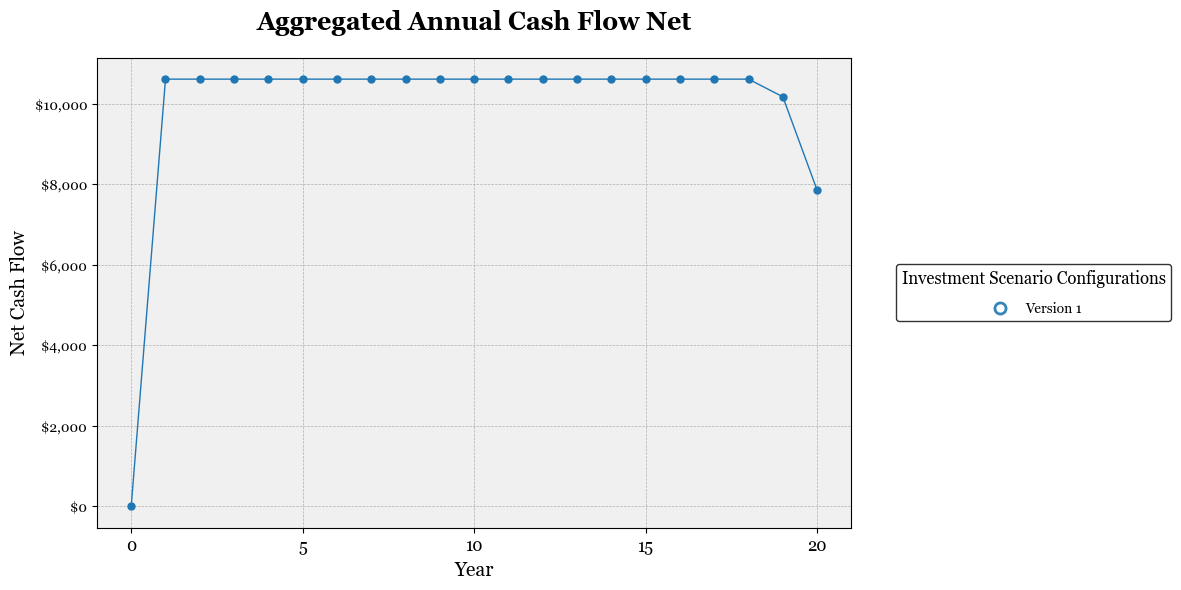 Aggregated Annual Cash Flow Net
$10,000
$8,000
$6,000
$4,000
$2,000
$0
Net Cash Flow
0 5 10 15 20
Year
Investment Scenario Configurations
Version 1